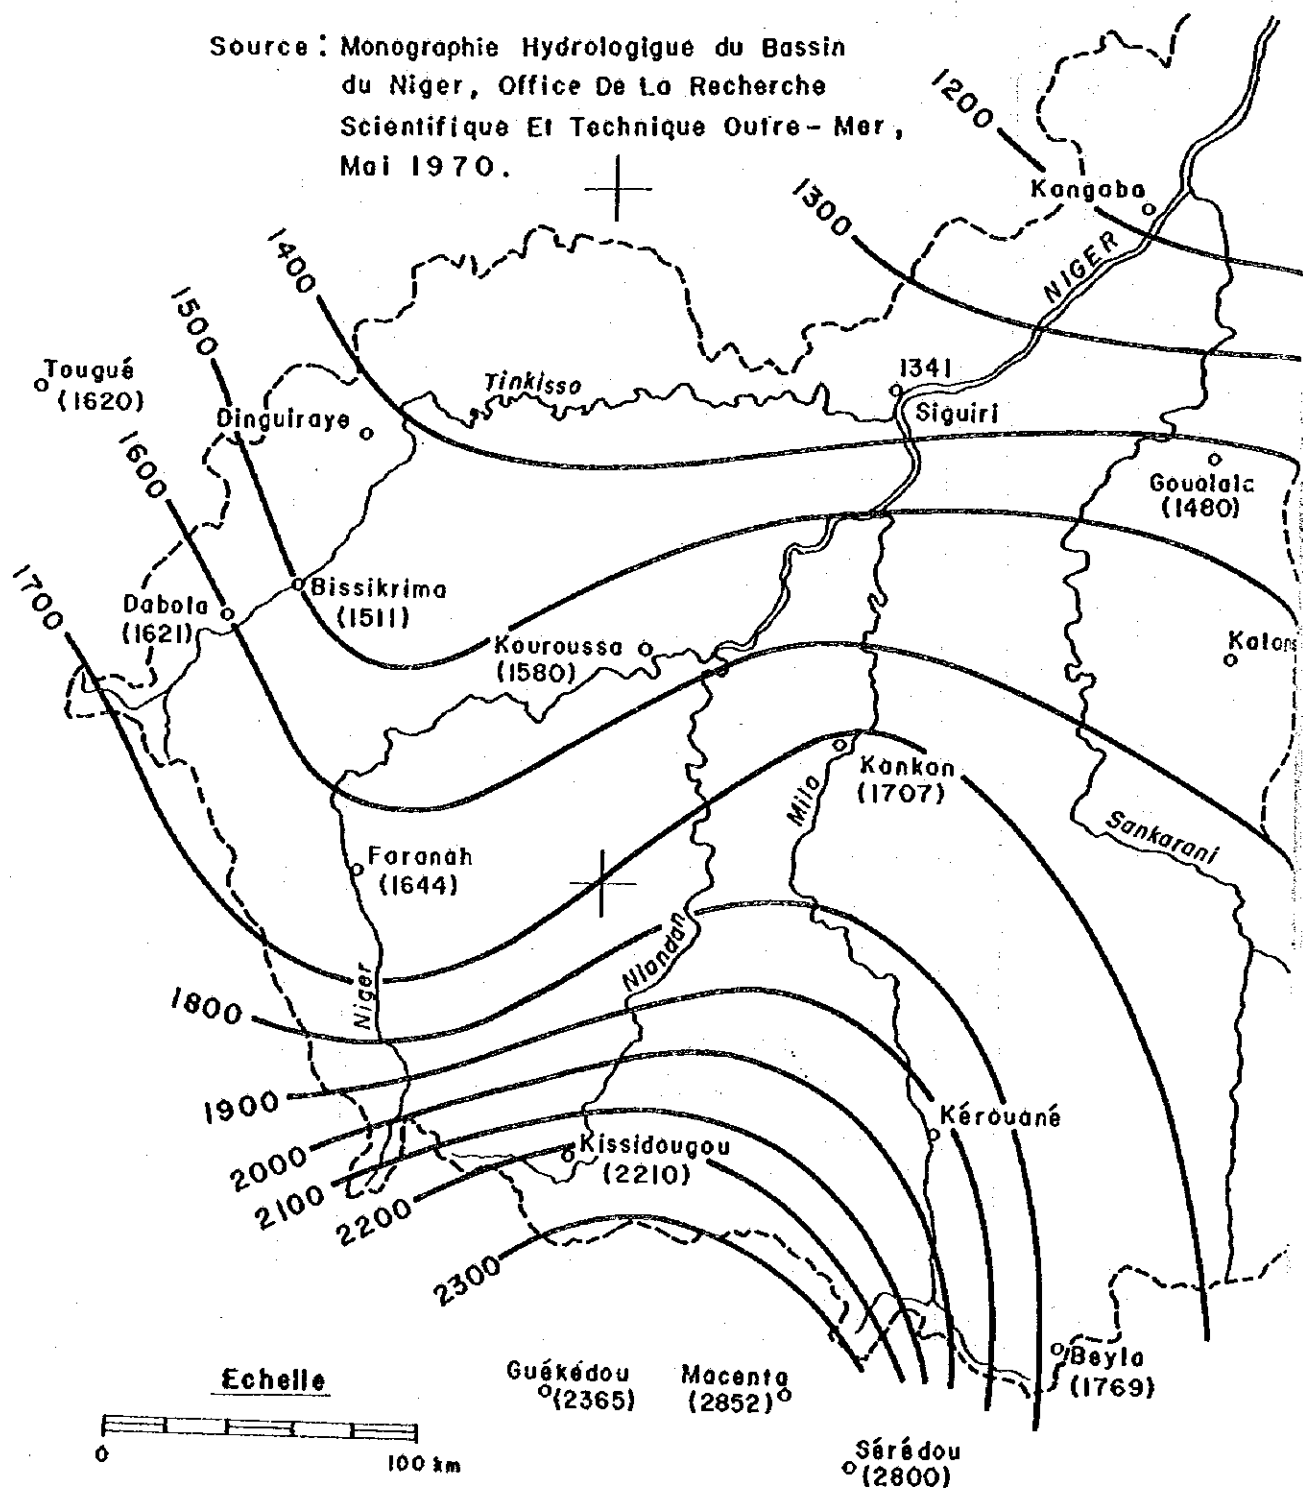 Source : Monographie Hydrologique du Bassin
du Niger, Office De La Recherche
Scientifique Et Technique Outre-Mer,
Mai 1970.
1200
Kangaba
1300
NIGER
1400
1500
Tougué
(1620)
Tinkisso
1341
Siguiri
Dinguiraye
1600
Gouälalc
(1480)
1700
Bissikrima
(1511)
Dabola
(1621)
Kouroussa
(1580)
Kankan
(1707)
Milo
Sankarani
Faranah
(1644)
Niandan
Niger
1800
1900
Kérouané
2000
Kissidougou
(2210)
2100
2200
2300
Beyla
(1769)
Echelle
Guékédou
(2365)
Macenta
(2852)
0
100 km
Sérédou
(2800)